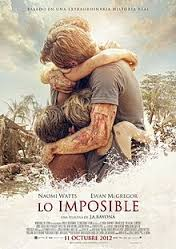 BASADO EN UNA EXTRAORDINARIA HISTORIA REAL
NAOMI WATTS EWAN McGREGOR
LO IMPOSIBLE
UNA PELÍCULA DE J.A. BAYONA
11 OCTUBRE 2012